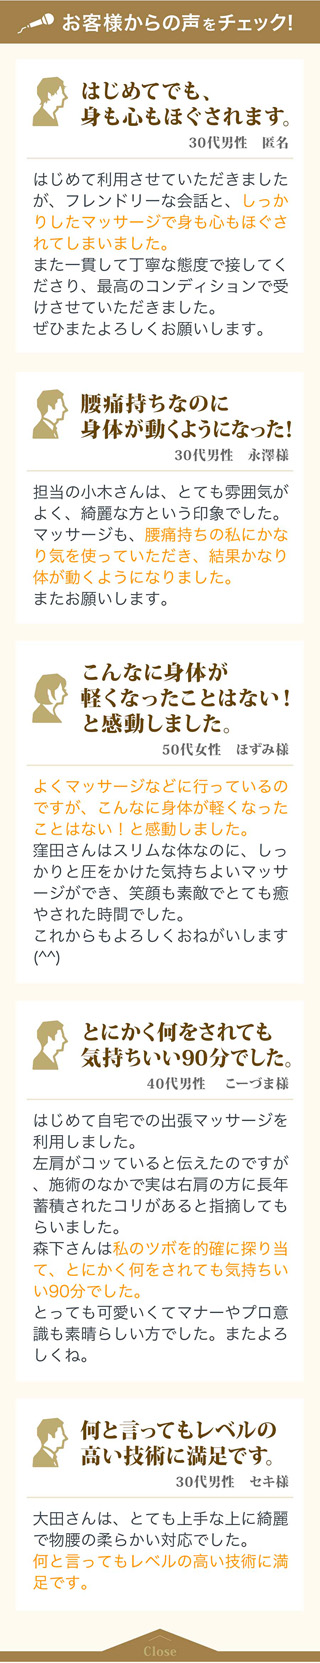 お客様からの声をチェック!
はじめてでも、
身も心もほぐされます。
30代男性 匿名
はじめて利用させていただきました
が、フレンドリーな会話と、しっか
りしたマッサージで身も心もほぐさ
れてしまいました。
また一貫して丁寧な態度で接してく
ださり、最高のコンディションで受
けさせていただきました。
ぜひまたよろしくお願いします。
腰痛持ちなのに
身体が動くようになった!
30代男性 永澤様
担当の小木さんは、とても雰囲気が
よく、綺麗な方という印象でした。
マッサージも、腰痛持ちの私にかな
り気を使っていただき、結果かなり
体が動くようになりました。
またお願いします。
こんなに身体が
軽くなったことはない!
と感動しました。
50代女性 ほずみ様
よくマッサージなどに行っているの
ですが、こんなに身体が軽くなった
ことはない！と感動しました。
窪田さんはスリムな体なのに、しっ
かりと圧をかけた気持ちよいマッサ
ージができ、笑顔も素敵でとても癒
やされた時間でした。
これからもよろしくおねがいします
(^^)
とにかく何をされても
気持ちいい90分でした。
40代男性 こーづま様
はじめて自宅での出張マッサージを
利用しました。
左肩がコッていると伝えたのですが
、施術のなかで実は右肩の方に長年
蓄積されたコリがあると指摘しても
らいました。
森下さんは私のツボを的確に探り当
て、とにかく何をされても気持ちい
い90分でした。
とっても可愛いくてマナーやプロ意
識も素晴らしい方でした。またよろ
しくね。
何と言ってもレベルの
高い技術に満足です。
30代男性 セキ様
大田さんは、とても上手な上に綺麗
で物腰の柔らかい対応でした。
何と言ってもレベルの高い技術に満
足です。
Close